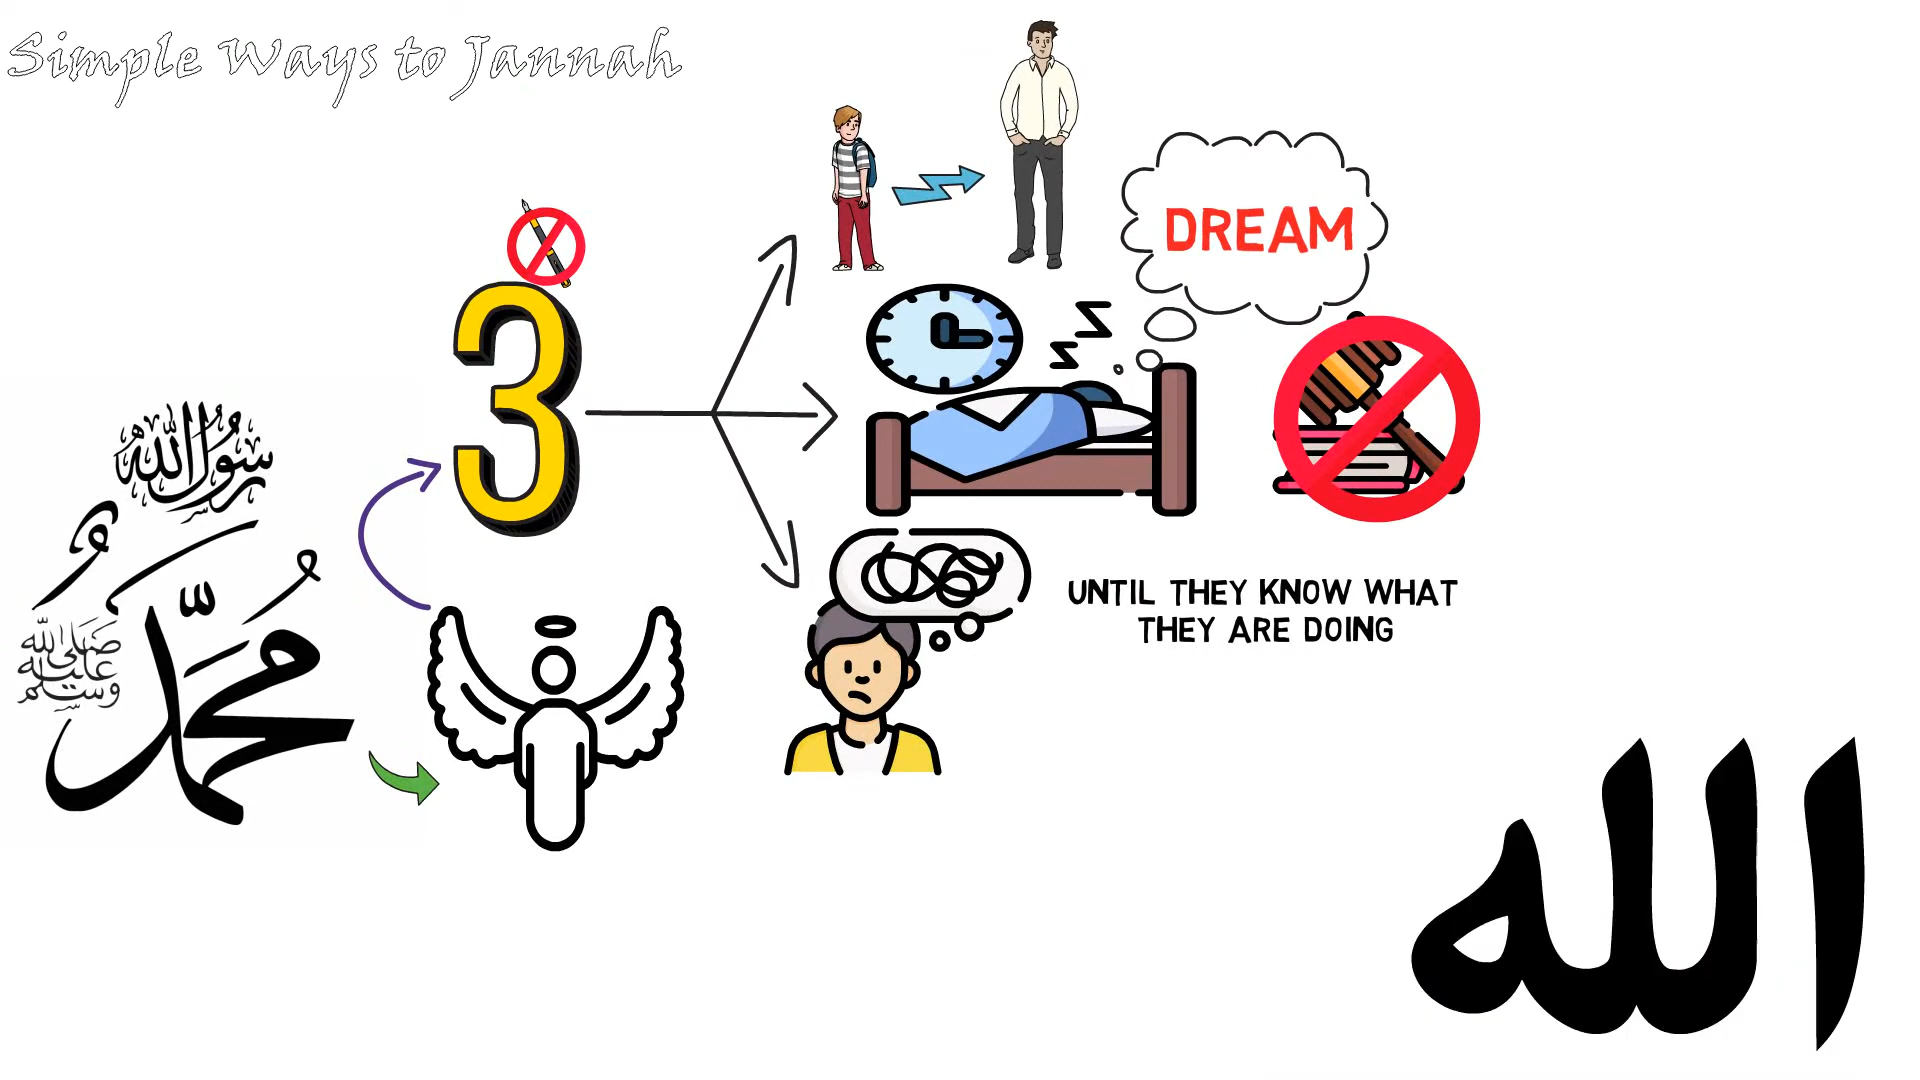 Simple Ways to Jannah
DREAM
3
رسول الله
محمد
صلى الله
عليه
وسلم
UNTIL THEY KNOW WHAT
THEY ARE DOING
الله